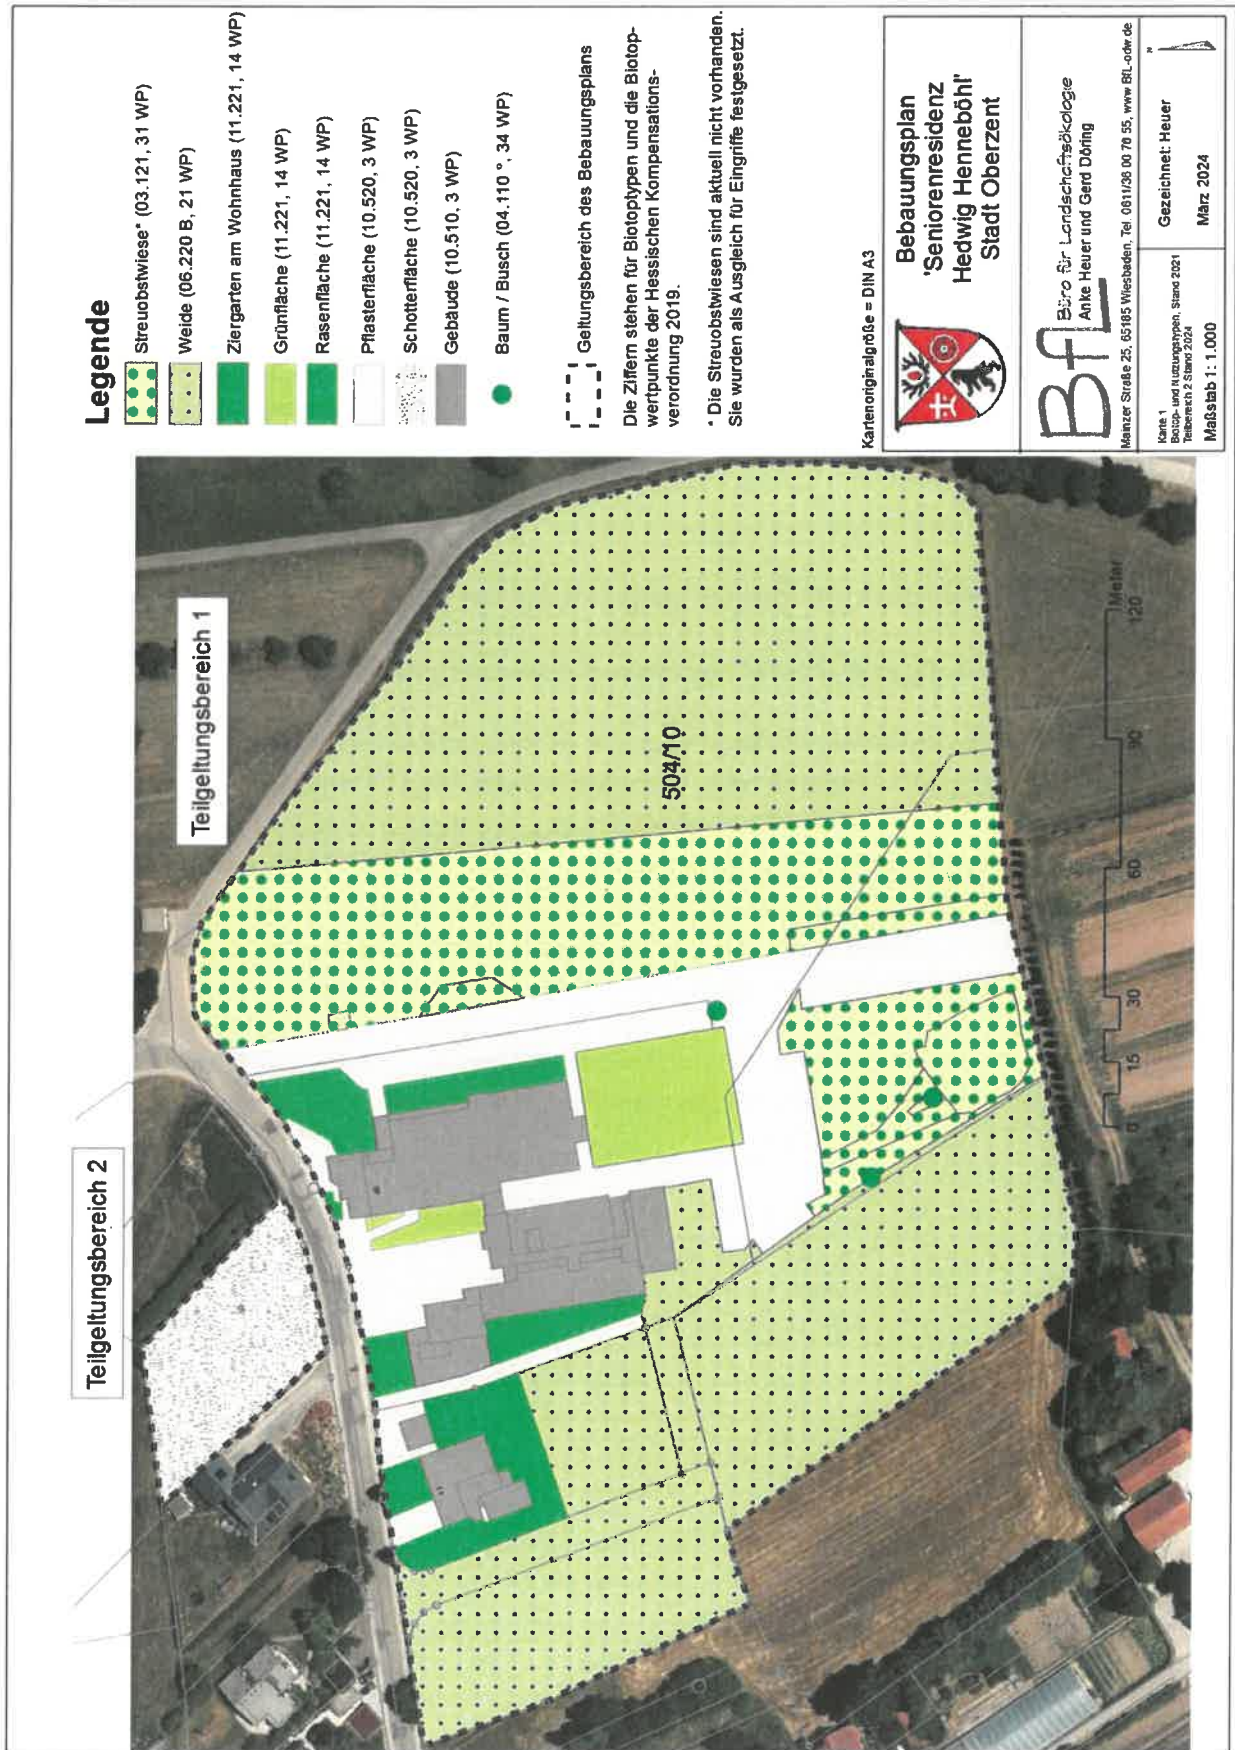 Legende
Streuobstwiese* (03.121, 31 WP)
Weide (06.220 B, 21 WP)
Ziergarten am Wohnhaus (11.221, 14 WP)
Grünfläche (11.221, 14 WP)
Rasenfläche (11.221, 14 WP)
Pflasterfläche (10.520, 3 WP)
Schotterfläche (10.520, 3 WP)
Gebäude (10.510, 3 WP)
Baum / Busch (04.110 °, 34 WP)
Geltungsbereich des Bebauungsplans
Die Ziffern stehen für Biotoptypen und die Biotop-
wertpunkte der Hessischen Kompensations-
verordnung 2019.
* Die Streuobstwiesen sind aktuell nicht vorhanden.
Sie wurden als Ausgleich für Eingriffe festgesetzt.
Teilgeltungsbereich 1
Teilgeltungsbereich 2
504/10
0 15 30 60 90 120
Meter
Kartenoriginalgröße = DIN A3
Bebauungsplan
'Seniorenresidenz
Hedwig Henneböhl'
Stadt Oberzent
BfL
Büro für Landschaftsökologie
Anke Heuer und Gerd Döring
Mainzer Straße 25, 65185 Wiesbaden, Tel. 0611/36 00 78 55, www BfL-odw.de
Karte 1
Biotop- und Nutzungstypen, Stand 2021
Teilbereich 2 Stand 2024
Maßstab 1: 1.000
Gezeichnet: Heuer
März 2024
N